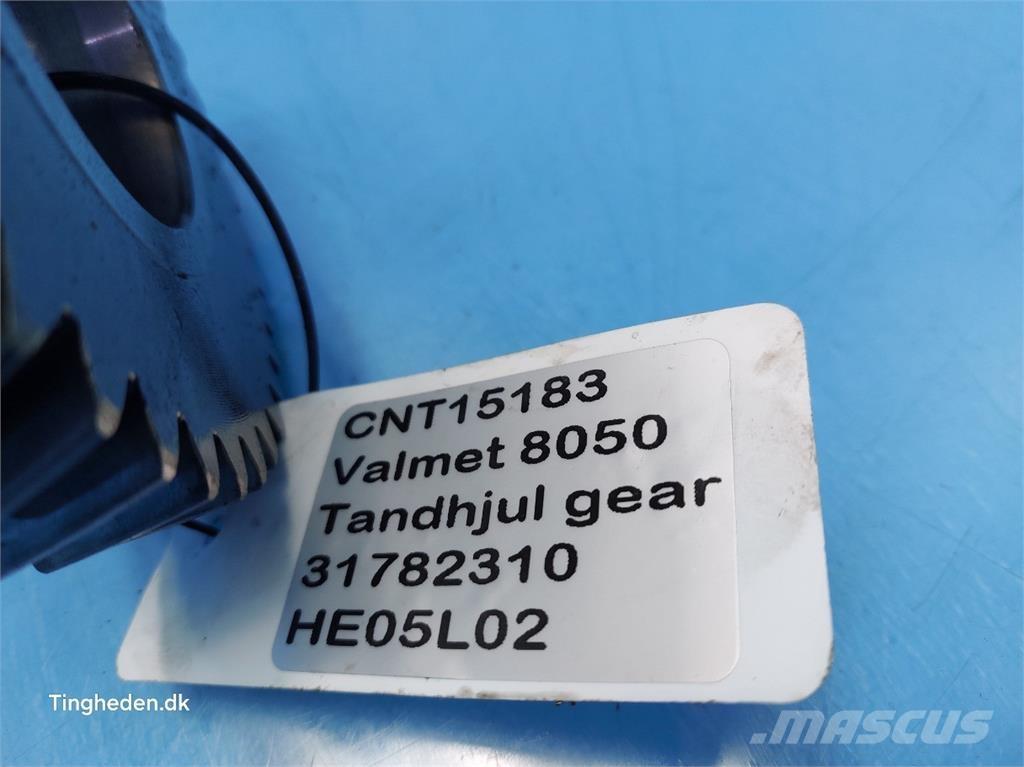 CNT15183
Valmet 8050
Tandhjul gear
31782310
HE05L02
Tingheden.dk
MASCUS